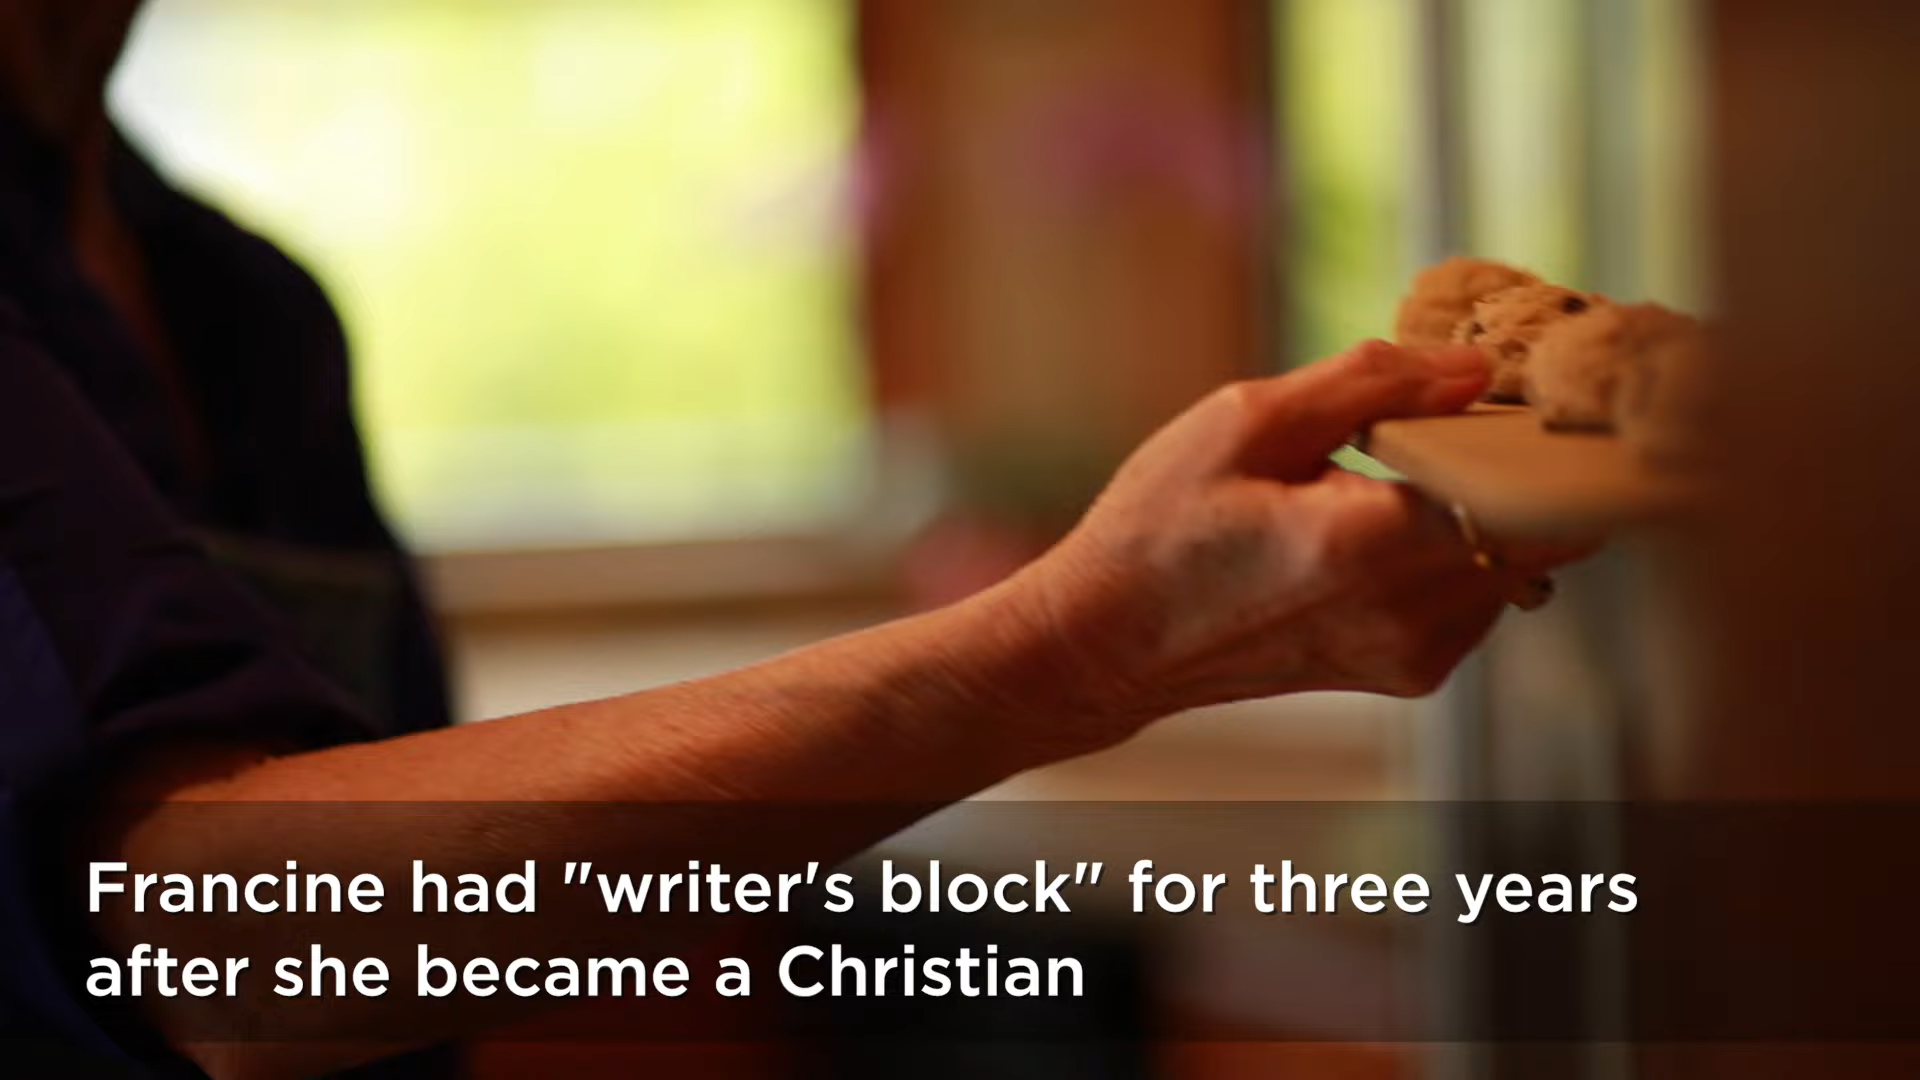 Francine had "writer's block" for three years
after she became a Christian